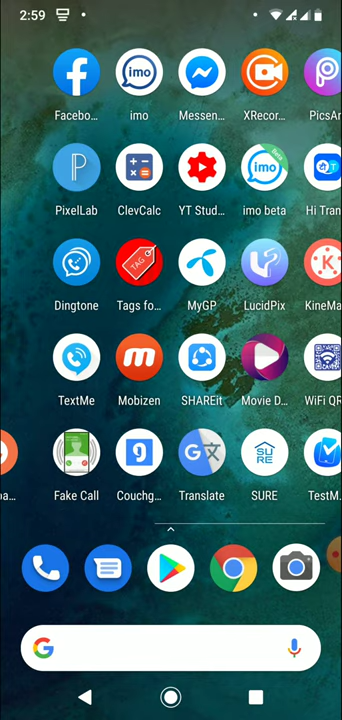 2:59
Facebo... imo Messen... XRecor... PicsAr
PixelLab ClevCalc YT Stud... imo beta Hi Tran
Dingtone Tags fo... MyGP LucidPix KineMa
TextMe Mobizen SHAREit Movie D... WiFi QR
a... Fake Call Couchg... Translate SURE TestM